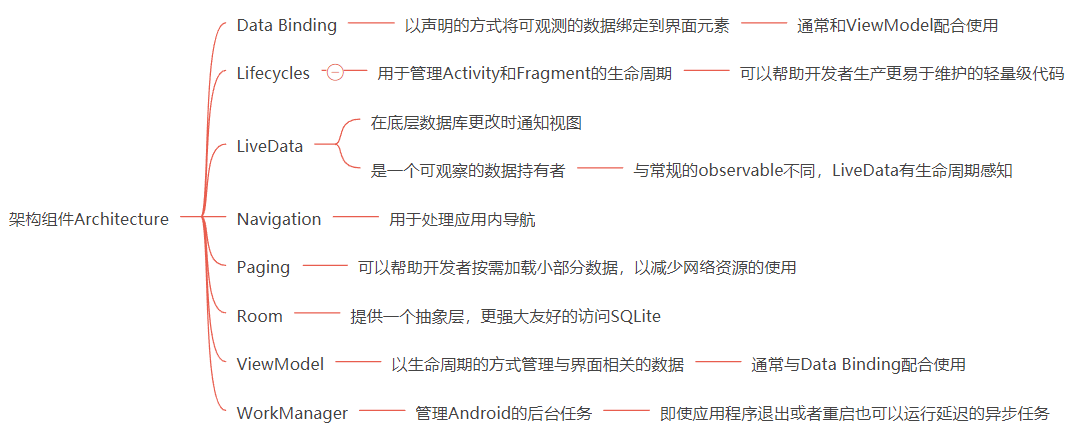 架构组件Architecture
Data Binding
以声明的方式将可观测的数据绑定到界面元素
通常和ViewModel配合使用
Lifecycles
用于管理Activity和Fragment的生命周期
可以帮助开发者生产更易于维护的轻量级代码
LiveData
在底层数据库更改时通知视图
是一个可观察的数据持有者
与常规的observable不同，LiveData有生命周期感知
Navigation
用于处理应用内导航
Paging
可以帮助开发者按需加载小部分数据，以减少网络资源的使用
Room
提供一个抽象层，更强大友好的访问SQLite
ViewModel
以生命周期的方式管理与界面相关的数据
通常与Data Binding配合使用
WorkManager
管理Android的后台任务
即使应用程序退出或者重启也可以运行延迟的异步任务